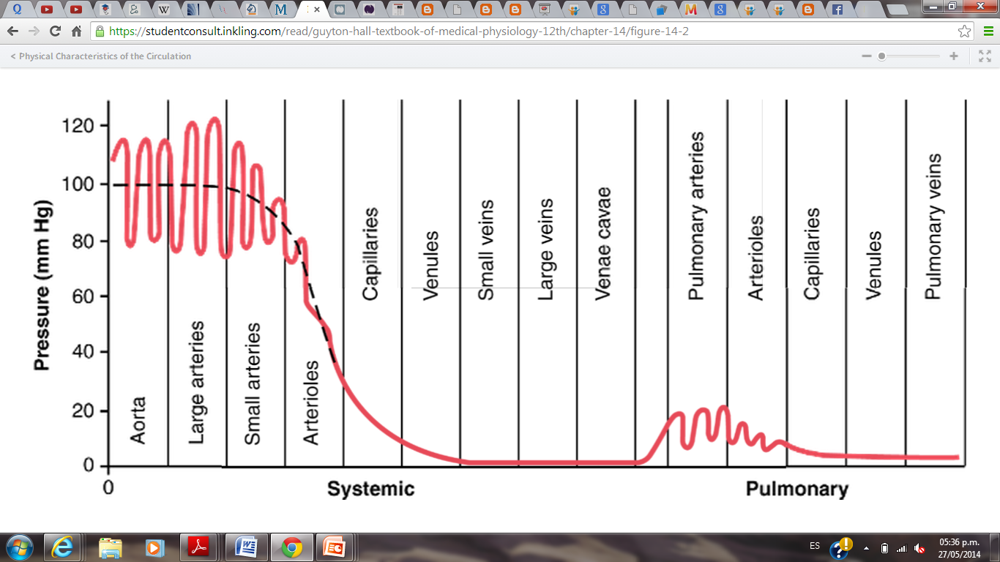 https://studentconsult.inkling.com/read/guyton-hall-textbook-of-medical-physiology-12th/chapter-14/figure-14-2
< Physical Characteristics of the Circulation
Pressure (mm Hg)
120
100
80
60
40
20
0
0
Aorta
Large arteries
Small arteries
Arterioles
Capillaries
Venules
Small veins
Large veins
Venae cavae
Pulmonary arteries
Arterioles
Capillaries
Venules
Pulmonary veins
Systemic
Pulmonary
ES
05:36 p.m.
27/05/2014